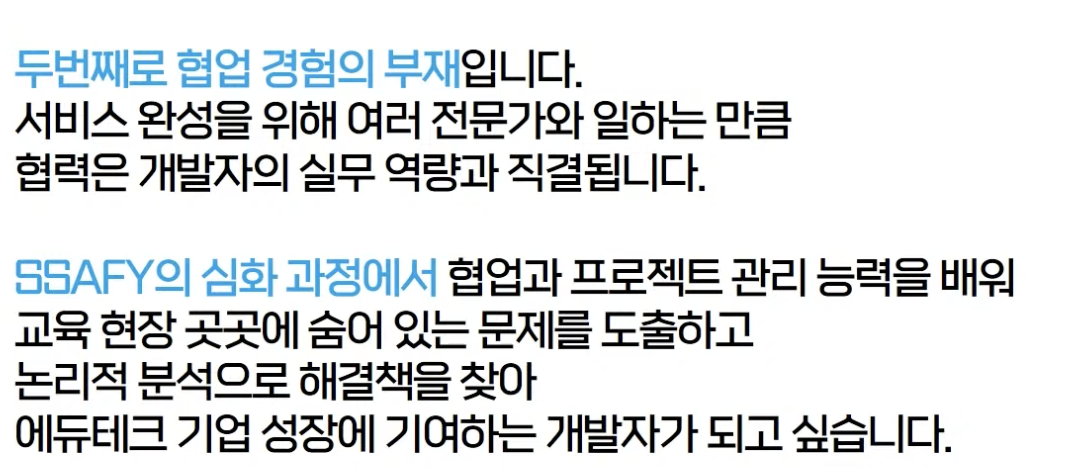 두번째로 협업 경험의 부재입니다.
서비스 완성을 위해 여러 전문가와 일하는 만큼
협력은 개발자의 실무 역량과 직결됩니다.
SSAFY의 심화 과정에서 협업과 프로젝트 관리 능력을 배워
교육 현장 곳곳에 숨어 있는 문제를 도출하고
논리적 분석으로 해결책을 찾아
에듀테크 기업 성장에 기여하는 개발자가 되고 싶습니다.